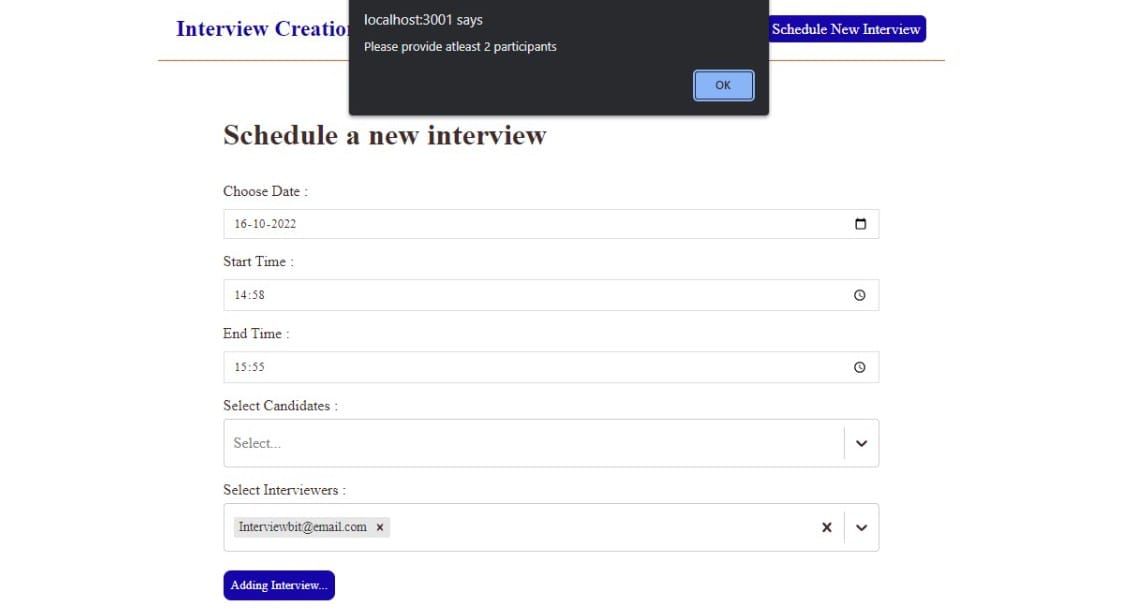 Interview Creation
localhost:3001 says
Please provide atleast 2 participants
OK
Schedule New Interview
Schedule a new interview
Choose Date :
16-10-2022
Start Time :
14:58
End Time :
15:55
Select Candidates :
Select...
Select Interviewers :
Interviewbit@email.com
Adding Interview...